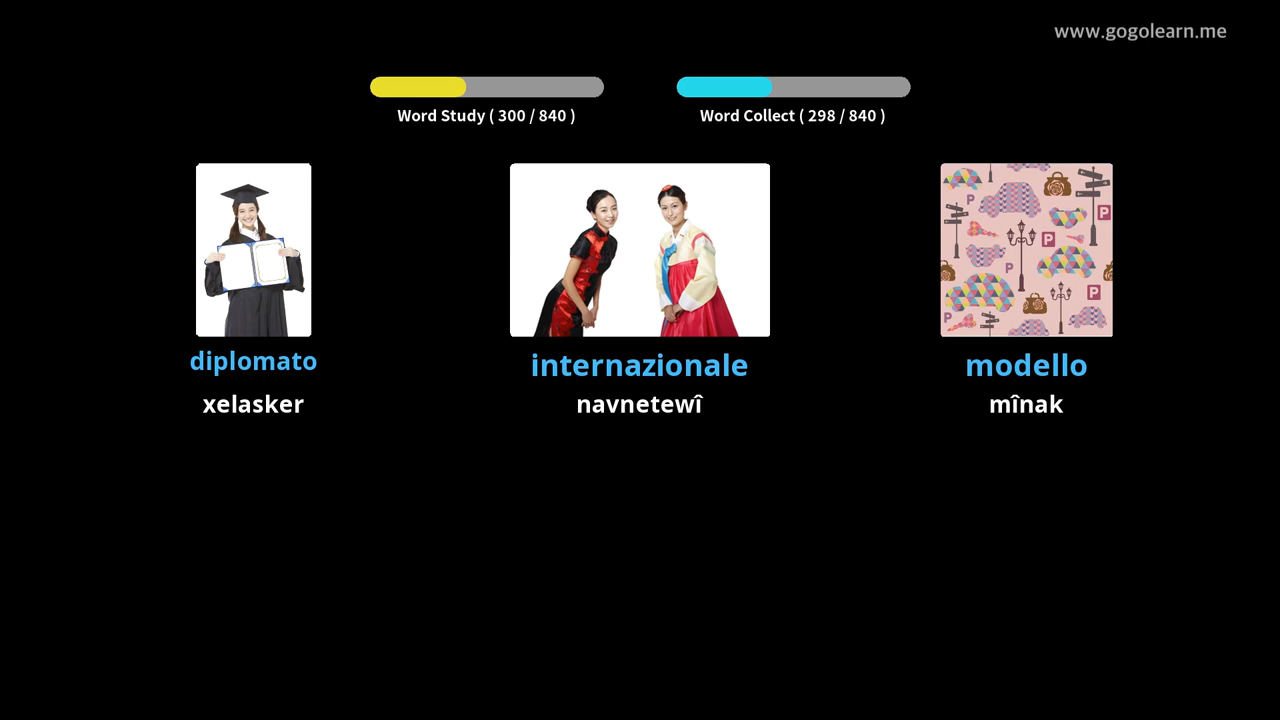 www.gogolearn.me
Word Study ( 300 / 840 )
Word Collect ( 298 / 840 )
P
P
P
P
P
P
diplomato
internazionale
modello
xelasker
navnetewî
mînak